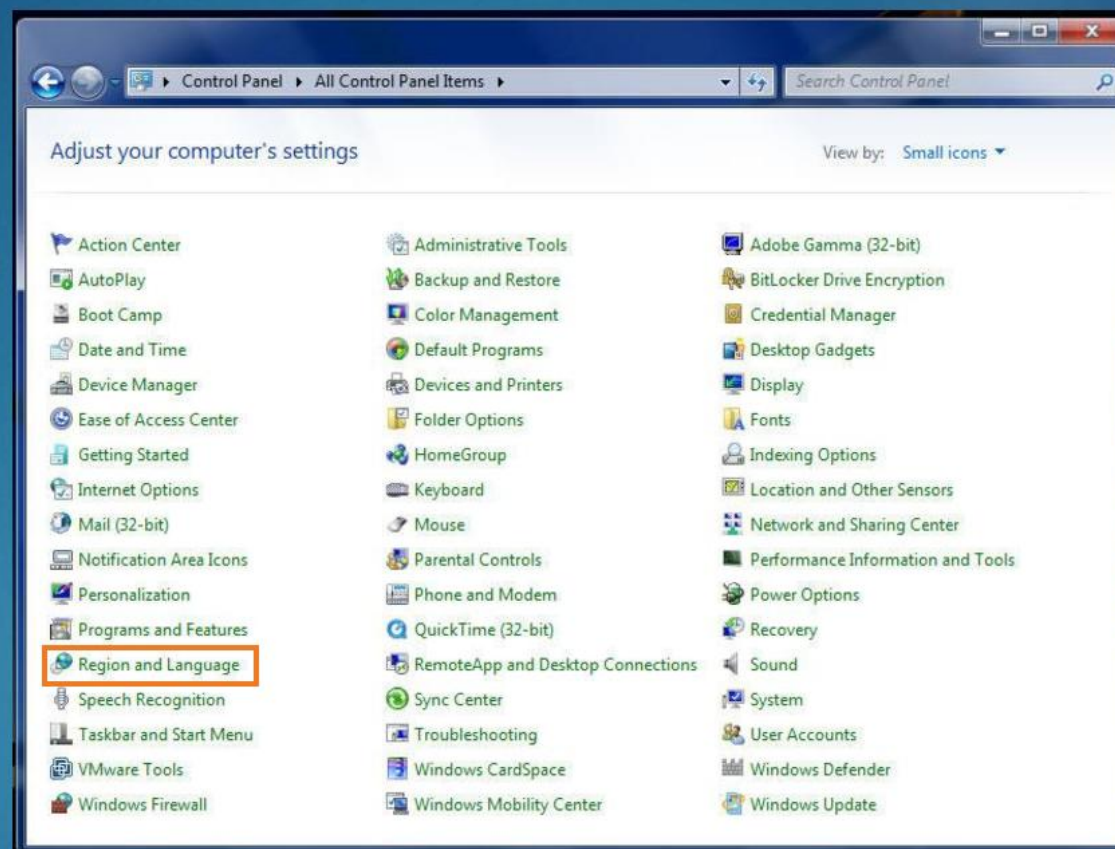 Control Panel All Control Panel Items Search Control Panel
Adjust your computer's settings View by: Small icons
Action Center Administrative Tools Adobe Gamma (32-bit)
AutoPlay Backup and Restore BitLocker Drive Encryption
Boot Camp Color Management Credential Manager
Date and Time Default Programs Desktop Gadgets
Device Manager Devices and Printers Display
Ease of Access Center Folder Options Fonts
Getting Started HomeGroup Indexing Options
Internet Options Keyboard Location and Other Sensors
Mail (32-bit) Mouse Network and Sharing Center
Notification Area Icons Parental Controls Performance Information and Tools
Personalization Phone and Modem Power Options
Programs and Features QuickTime (32-bit) Recovery
Region and Language RemoteApp and Desktop Connections Sound
Speech Recognition Sync Center System
Taskbar and Start Menu Troubleshooting User Accounts
VMware Tools Windows CardSpace Windows Defender
Windows Firewall Windows Mobility Center Windows Update